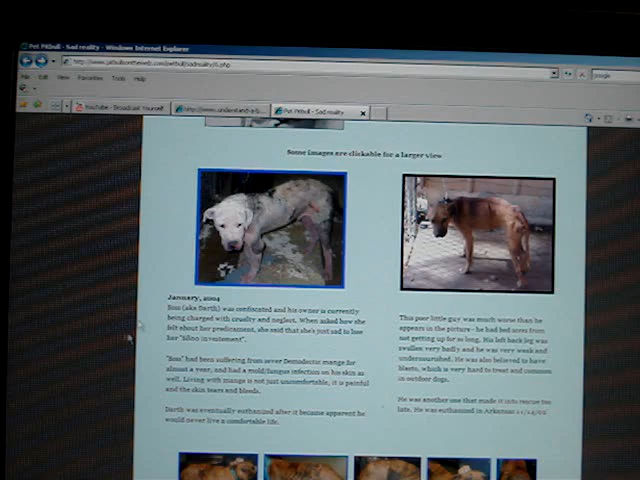 Pet Pitbull - Sad reality - Windows Internet Explorer
File Edit View Favorites Tools Help
YouTube - Broadcast Yourself
Pet Pitbull - Sad reality
Some images are clickable for a larger view
January, 2004
Boss (aka Darth) was confiscated and his owner is currently
being charged with cruelty and neglect. When asked how she
felt about her predicament, she said that she's just sad to lose
her
"Boss" had been suffering from sever Demodectic mange for
almost a year, and had a mold/fungus infection on his skin as
well. Living with mange is not just uncomfortable, it is painful
and the skin tears and bleeds.
Darth was eventually euthanized after it became apparent he
would never live a comfortable life.
This poor little guy was much worse than he
appears in the picture - he had bed sores from
not getting up for so long. His left back leg was
swollen very badly and he was very weak and
undernourished. He was also believed to have
blasto, which is very hard to treat and common
in outdoor dogs.
He was another one that made it into rescue too
late. He was euthanized in Arkansas